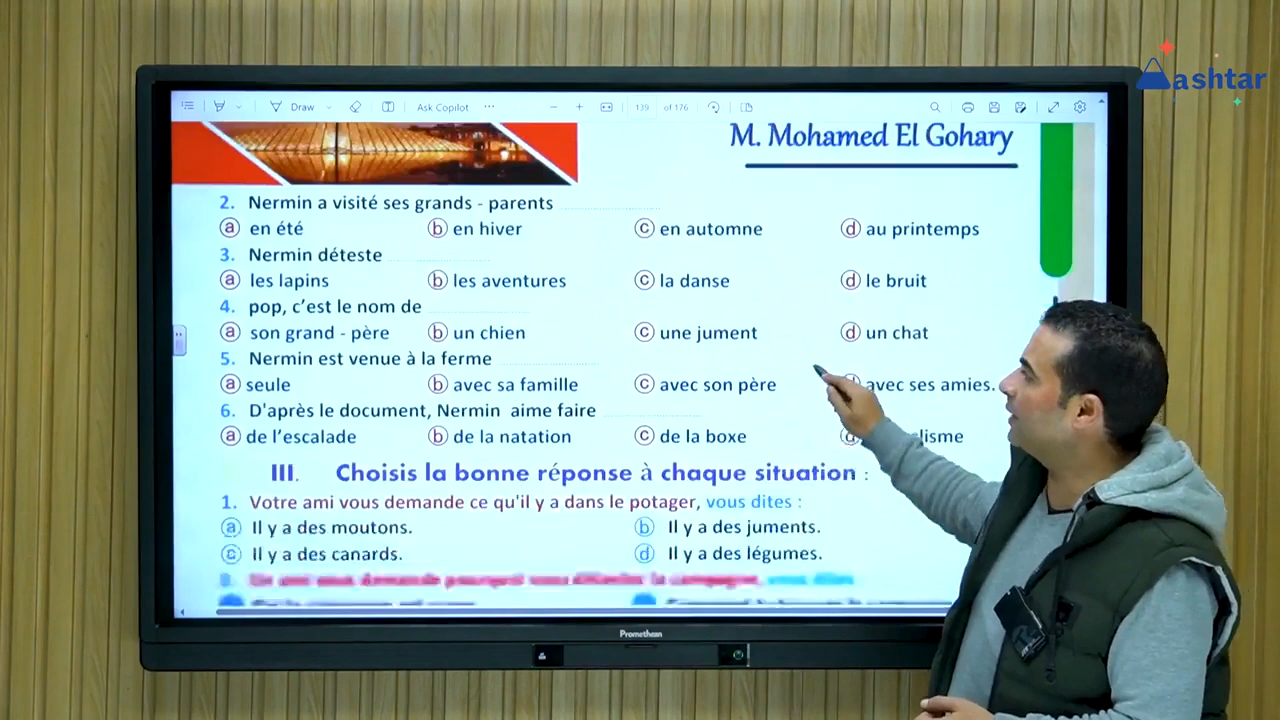 ashtar
Draw
Ask Copilot
139
of 176
M. Mohamed El Gohary
2. Nermin a visité ses grands - parents
a en été b en hiver c en automne d au printemps
3. Nermin déteste
a les lapins b les aventures c la danse d le bruit
4. pop, c’est le nom de
a son grand - père b un chien c une jument d un chat
5. Nermin est venue à la ferme
a seule b avec sa famille c avec son père d avec ses amies.
6. D'après le document, Nermin aime faire
a de l’escalade b de la natation c de la boxe
III. Choisis la bonne réponse à chaque situation :
1. Votre ami vous demande ce qu'il y a dans le potager, vous dites :
a Il y a des moutons. b Il y a des juments.
c Il y a des canards. d Il y a des légumes.
Promethean